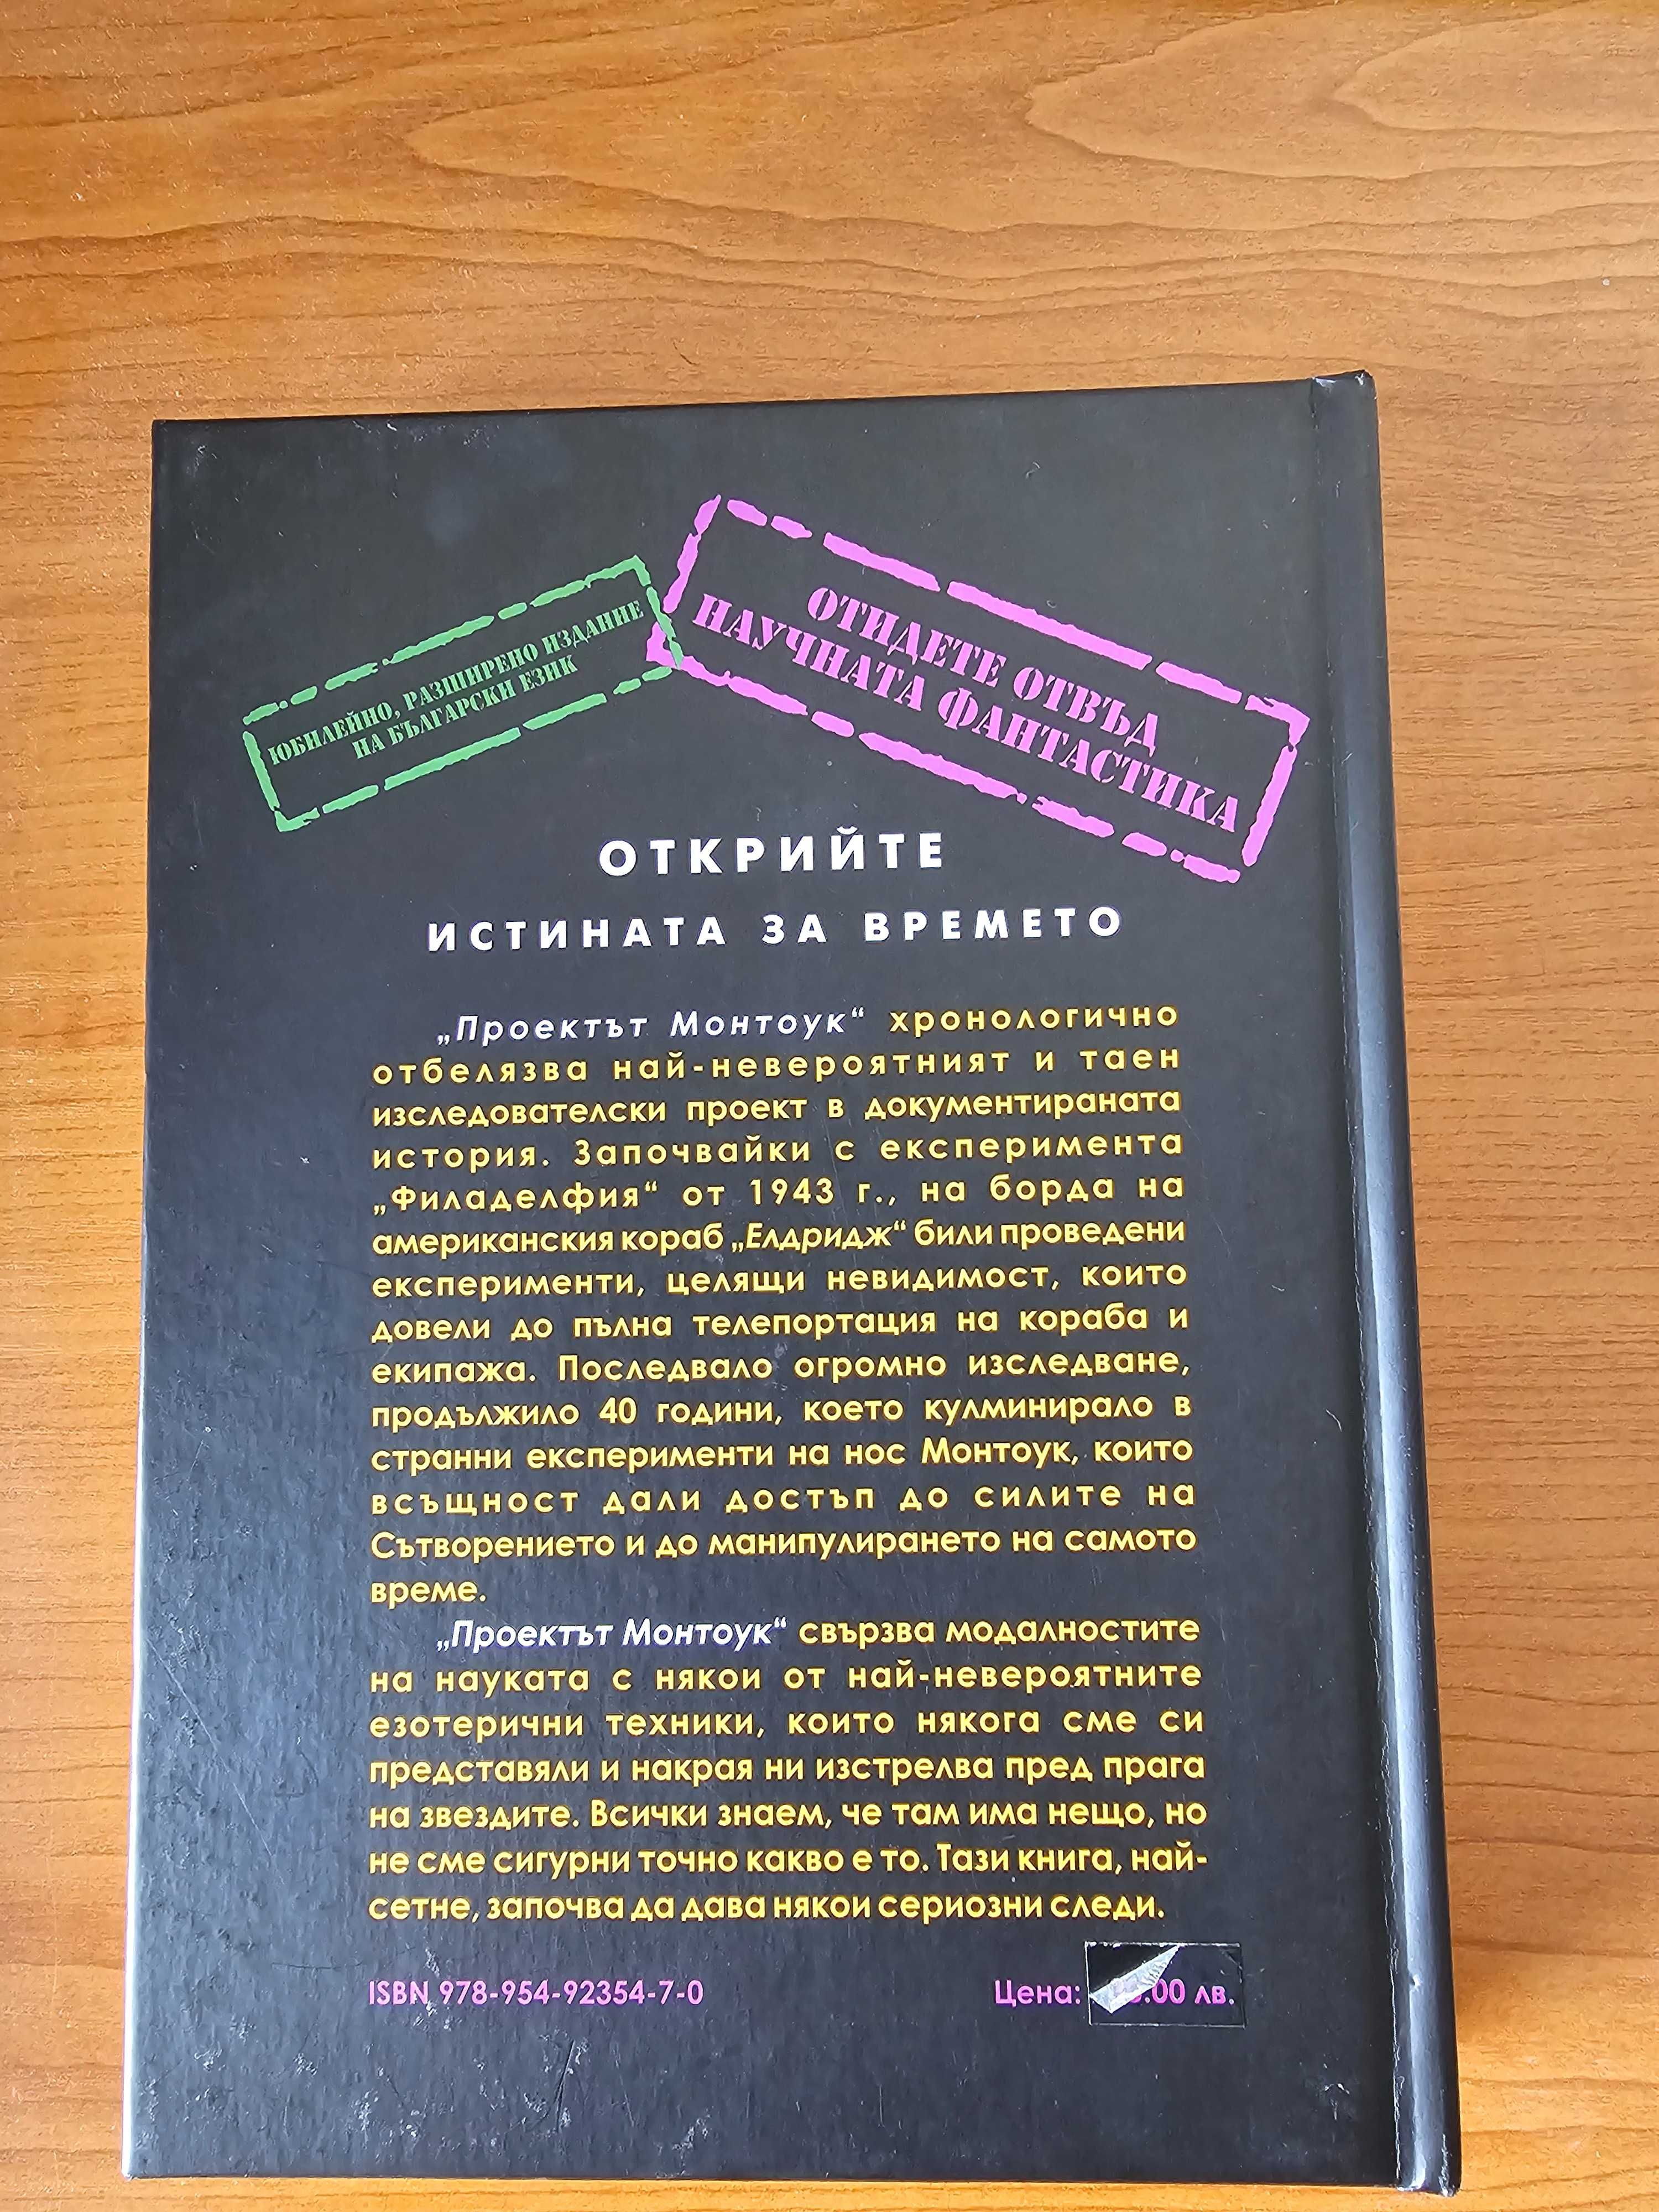 ЮБИЛЕЙНО, РАЗШИРЕНО ИЗДАНИЕ
НА БЪЛГАРСКИ ЕЗИК
ОТИДЕТЕ ОТВЪД
НАУЧНАТА ФАНТАСТИКА
ОТКРИЙТЕ
ИСТИНАТА ЗА ВРЕМЕТО
„Проектът Монтоук“ хронологично
отбелязва най-невероятният и таен
изследователски проект в документираната
история. Започвайки с експеримента
„Филаделфия“ от 1943 г., на борда на
американския кораб „Елдридж“ били проведени
експерименти, целящи невидимост, които
довели до пълна телепортация на кораба и
екипажа. Последвало огромно изследване,
продължило 40 години, което кулминирало в
странни експерименти на нос Монтоук, които
всъщност дали достъп до силите на
Сътворението и до манипулирането на самото
време.
„Проектът Монтоук“ свързва модалностите
на науката с някои от най-невероятните
езотерични техники, които някога сме си
представяли и накрая ни изстрелва пред прага
на звездите. Всички знаем, че там има нещо, но
не сме сигурни точно какво е то. Тази книга, най-
сетне, започва да дава някои сериозни следи.
ISBN 978-954-92354-7-0
Цена: .00 лв.